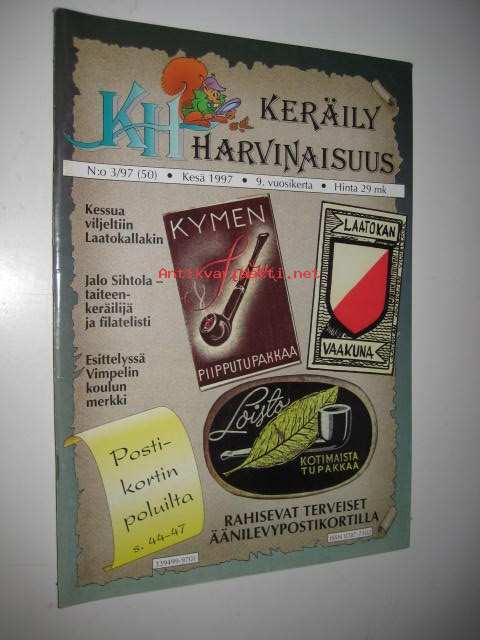 KH KERÄILY
HARVINAISUUS
N:o 3/97 (50) • Kesä 1997 • 9. vuosikerta • Hinta 29 mk
Kessua
viljeltiin
Laatokallakin
Jalo Sihtola –
taiteen-
keräilijä
ja filatelisti
Esittelyssä
Vimpelin
koulun
merkki
KYMEN
PIIPPUTUPAKKAA
LAATOKAN
VAAKUNA
Antikvariaatti.net
Loisto
KOTIMAISTA
TUPAKKAA
Posti-
kortin
poluilta
s. 44-47
RAHISEVAT TERVEISET
ÄÄNILEVYPOSTIKORTILLA